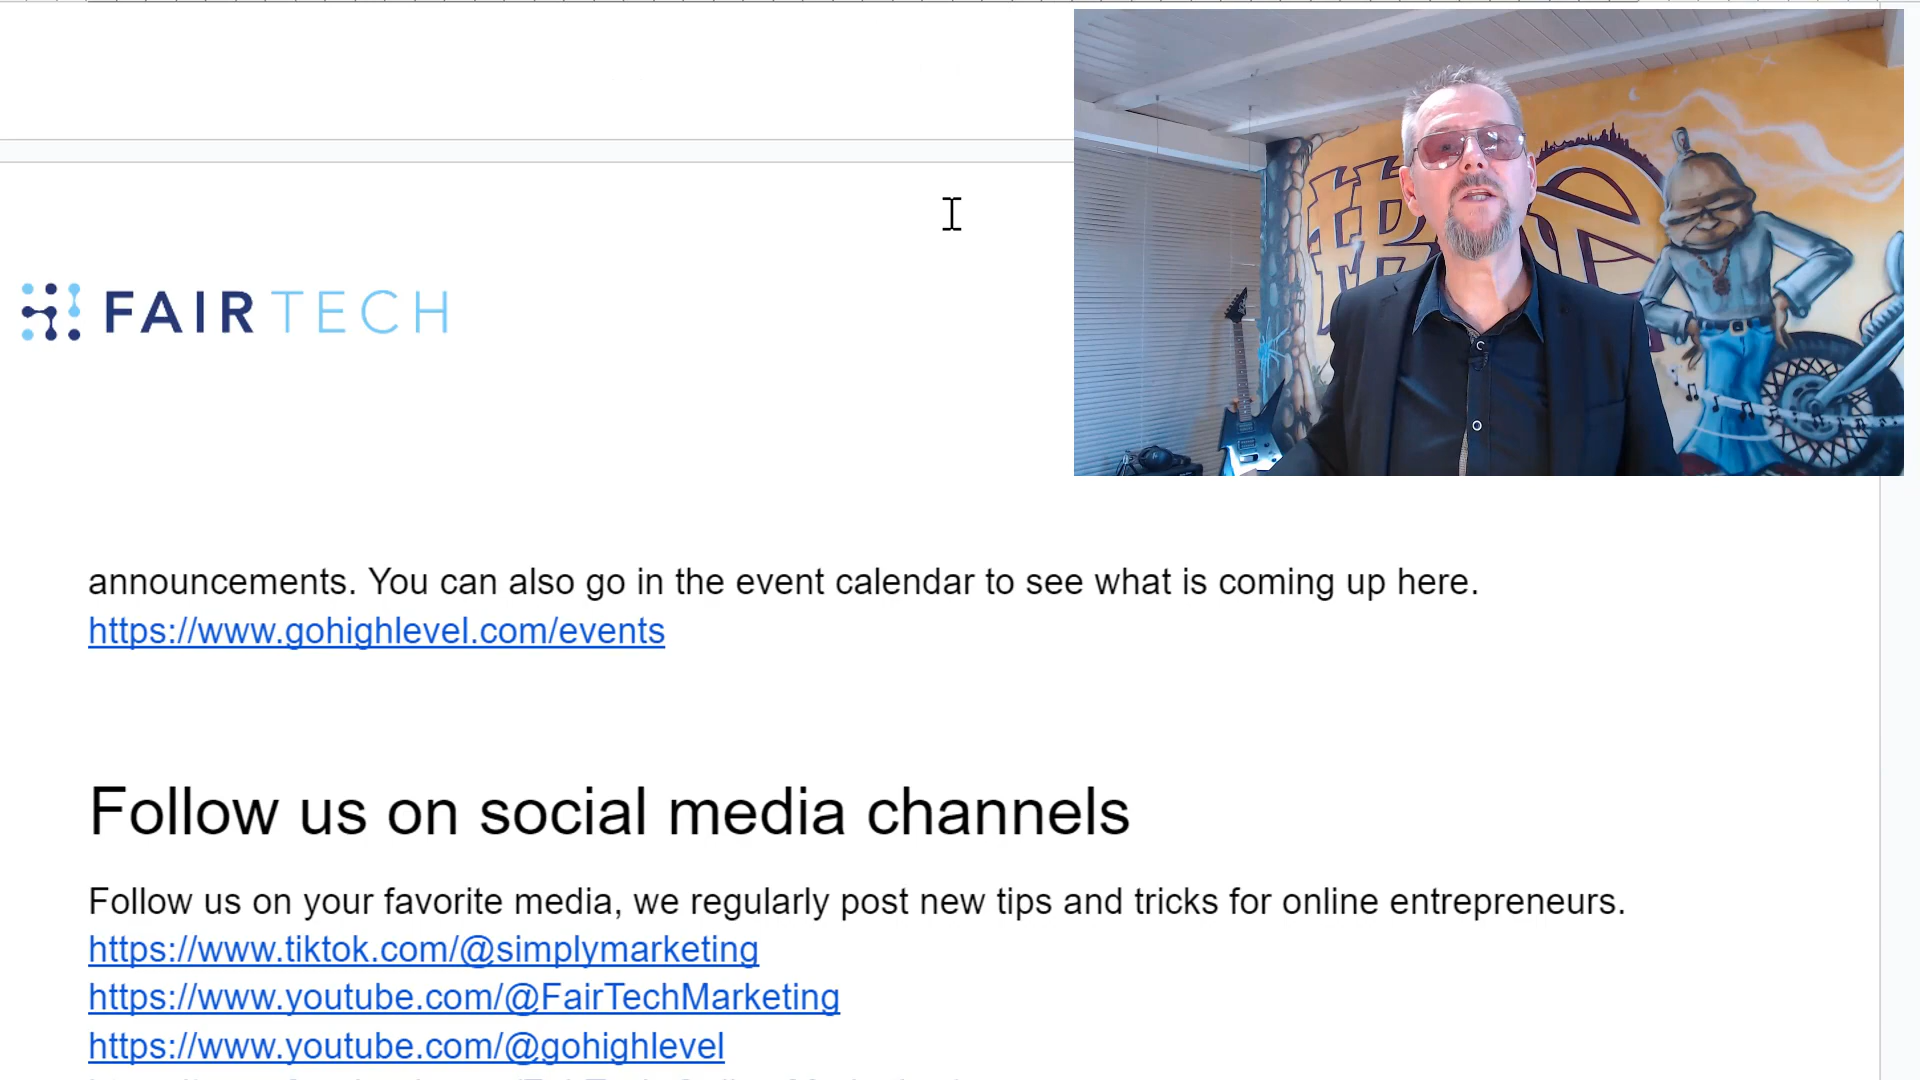 FAIRTECH
announcements. You can also go in the event calendar to see what is coming up here.
https://www.gohighlevel.com/events
Follow us on social media channels
Follow us on your favorite media, we regularly post new tips and tricks for online entrepreneurs.
https://www.tiktok.com/@simplymarketing
https://www.youtube.com/@FairTechMarketing
https://www.youtube.com/@gohighlevel